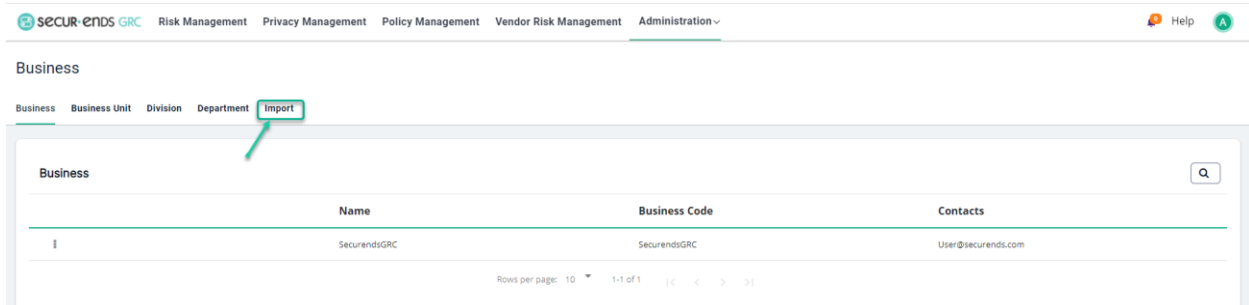 SECUR·ENDS GRC Risk Management Privacy Management Policy Management Vendor Risk Management Administration 6 Help A
Business
Business Business Unit Division Department Import
Business
Name Business Code Contacts
SecurendsGRC SecurendsGRC User@securends.com
Rows per page: 10 1-1 of 1